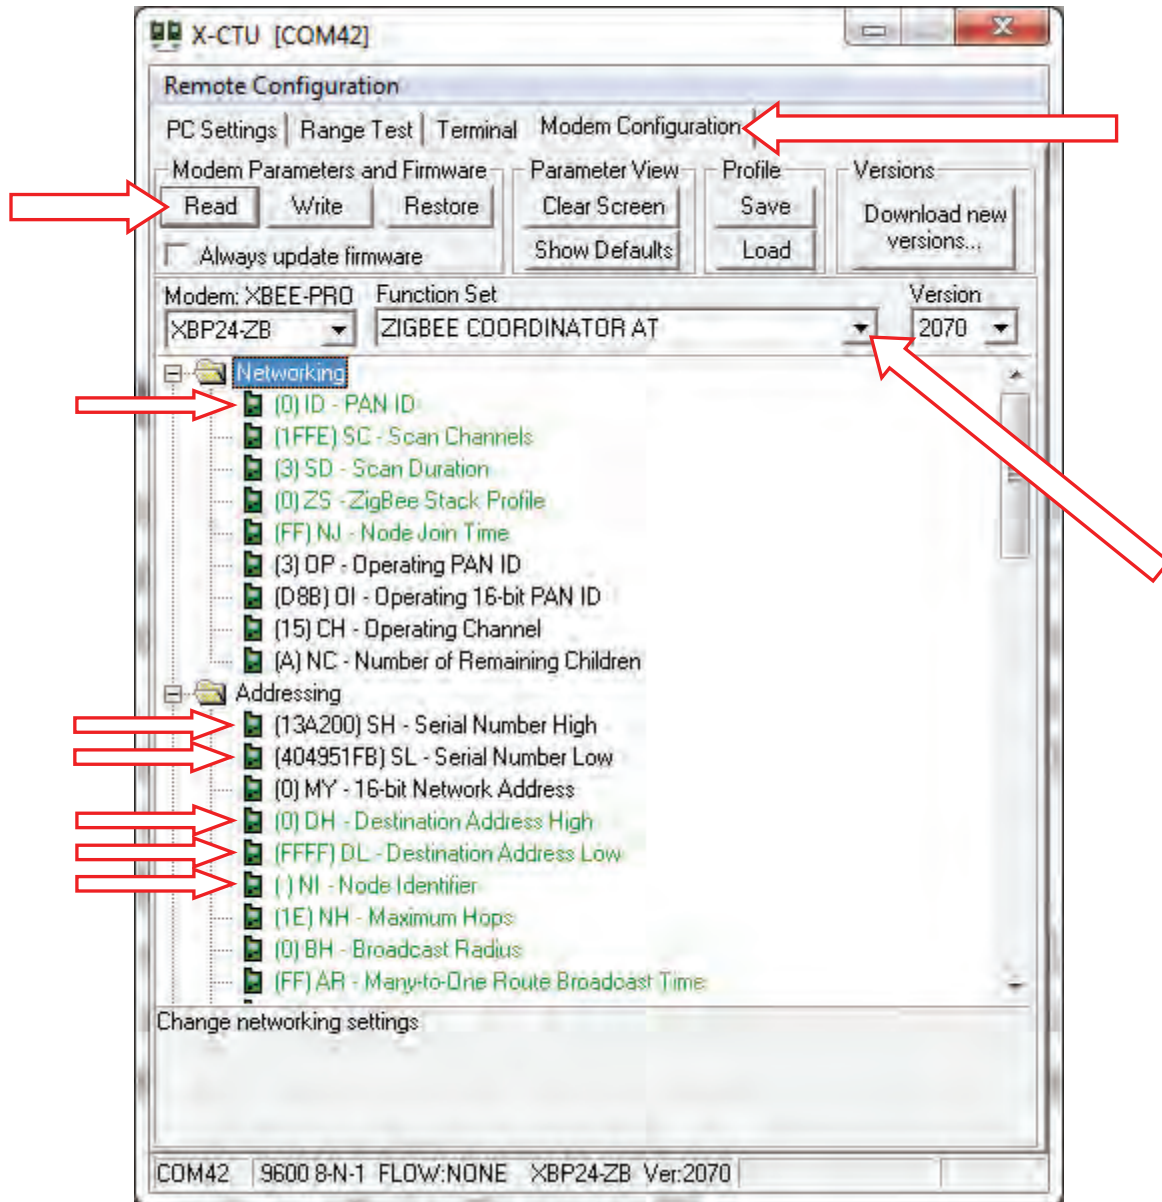 X-CTU [COM42]
Remote Configuration
PC Settings Range Test Terminal Modem Configuration
Modem Parameters and Firmware Parameter View Profile Versions
Read Write Restore Clear Screen Save Download new versions...
Always update firmware Show Defaults Load
Modem: XBEE-PRO Function Set Version
XBP24-ZB ZIGBEE COORDINATOR AT 2070
Networking
(0) ID - PAN ID
(1FFE) SC - Scan Channels
(3) SD - Scan Duration
(0) ZS - ZigBee Stack Profile
(FF) NJ - Node Join Time
(3) OP - Operating PAN ID
(D8B) OI - Operating 16-bit PAN ID
(15) CH - Operating Channel
(A) NC - Number of Remaining Children
Addressing
(13A200) SH - Serial Number High
(404951FB) SL - Serial Number Low
(0) MY - 16-bit Network Address
(0) DH - Destination Address High
(FFFF) DL - Destination Address Low
( ) NI - Node Identifier
(1E) NH - Maximum Hops
(0) BH - Broadcast Radius
(FF) AR - Many-to-One Route Broadcast Time
Change networking settings
COM42 9600 8-N-1 FLOW:NONE XBP24-ZB Ver:2070